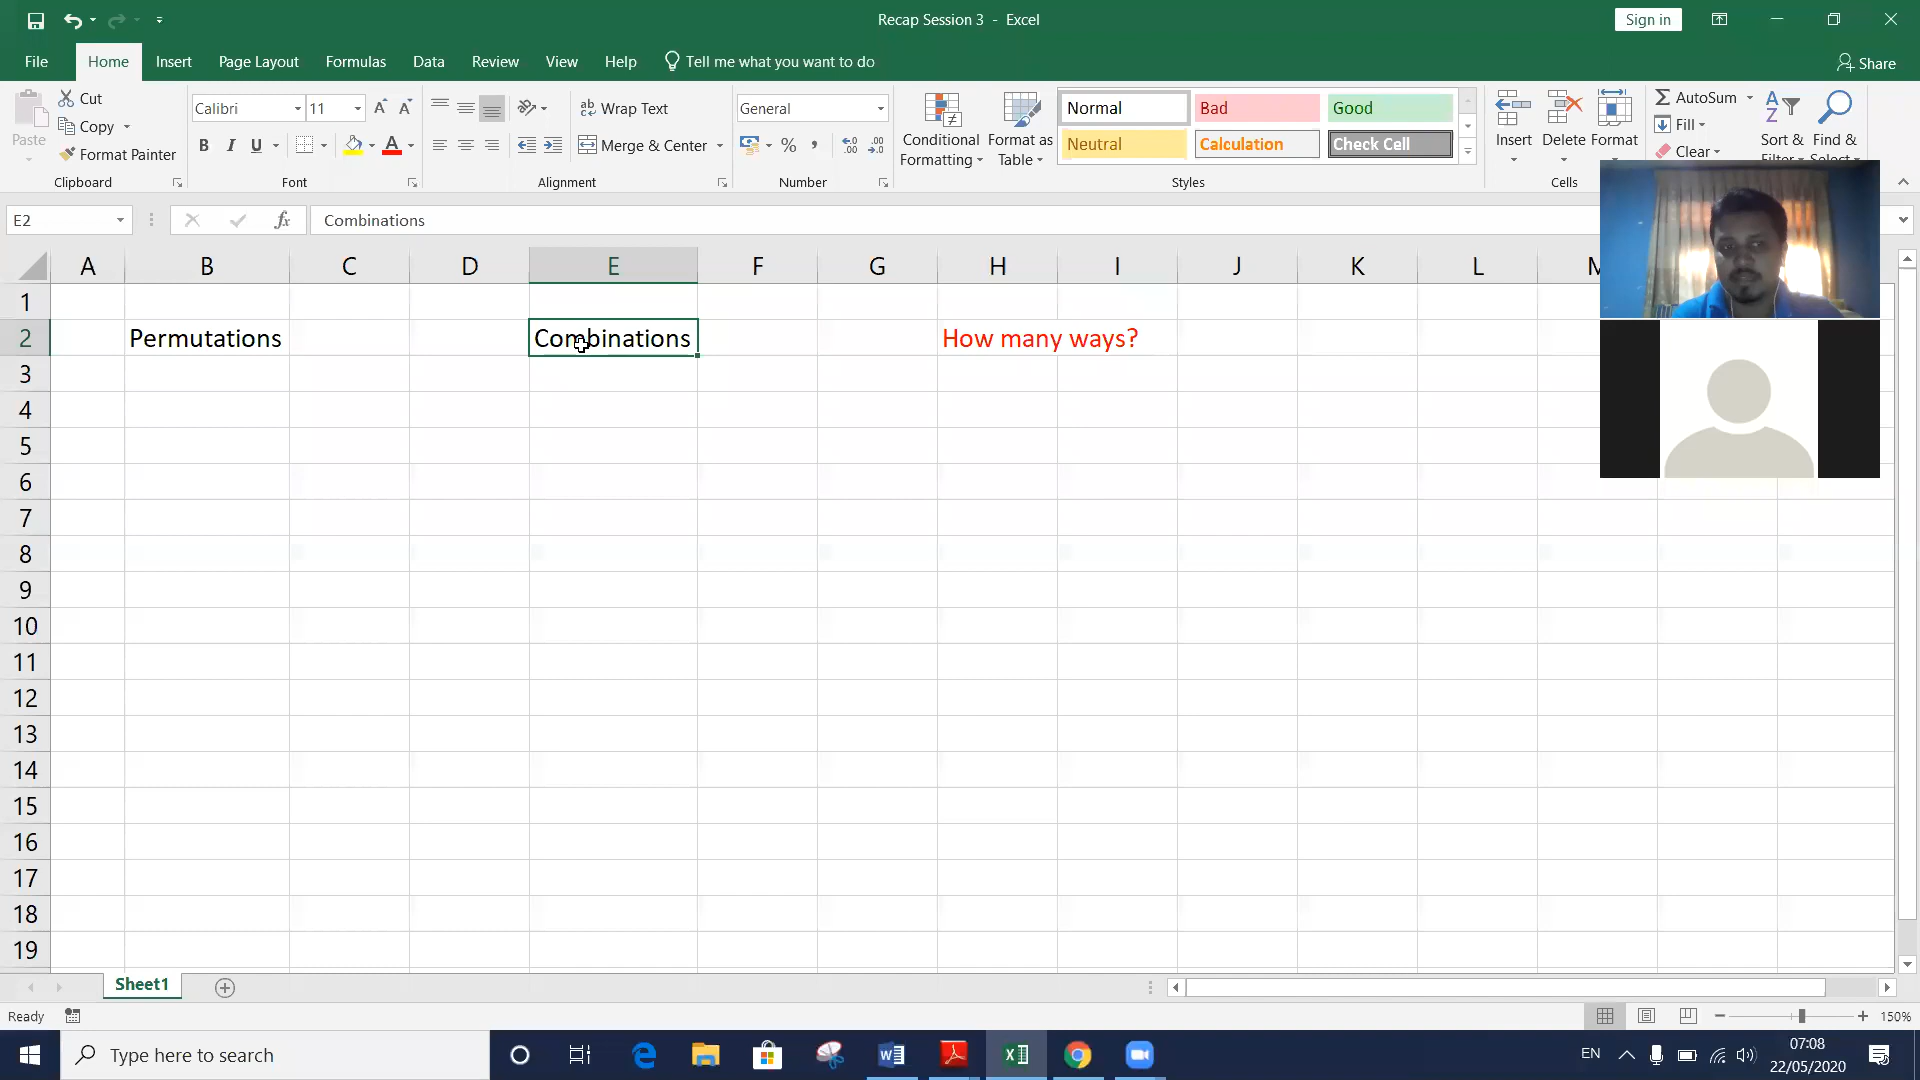 Recap Session 3 - Excel
Sign in
File Home Insert Page Layout Formulas Data Review View Help Tell me what you want to do
Share
Paste
Cut
Copy
Format Painter
Clipboard
Calibri 11
B I U A
Font
Wrap Text
Merge & Center
Alignment
General
% ,
Number
Conditional
Formatting
Format as
Table
Normal Bad Good
Neutral Calculation Check Cell
Styles
Insert Delete Format
Cells
AutoSum
Fill
Clear
Sort &
Filter
Find &
Select
E2 fx Combinations
A B C D E F G H I J K L
1
2 Permutations Combinations How many ways?
3
4
5
6
7
8
9
10
11
12
13
14
15
16
17
18
19
Sheet1
Ready
150%
Type here to search
EN
07:08
22/05/2020